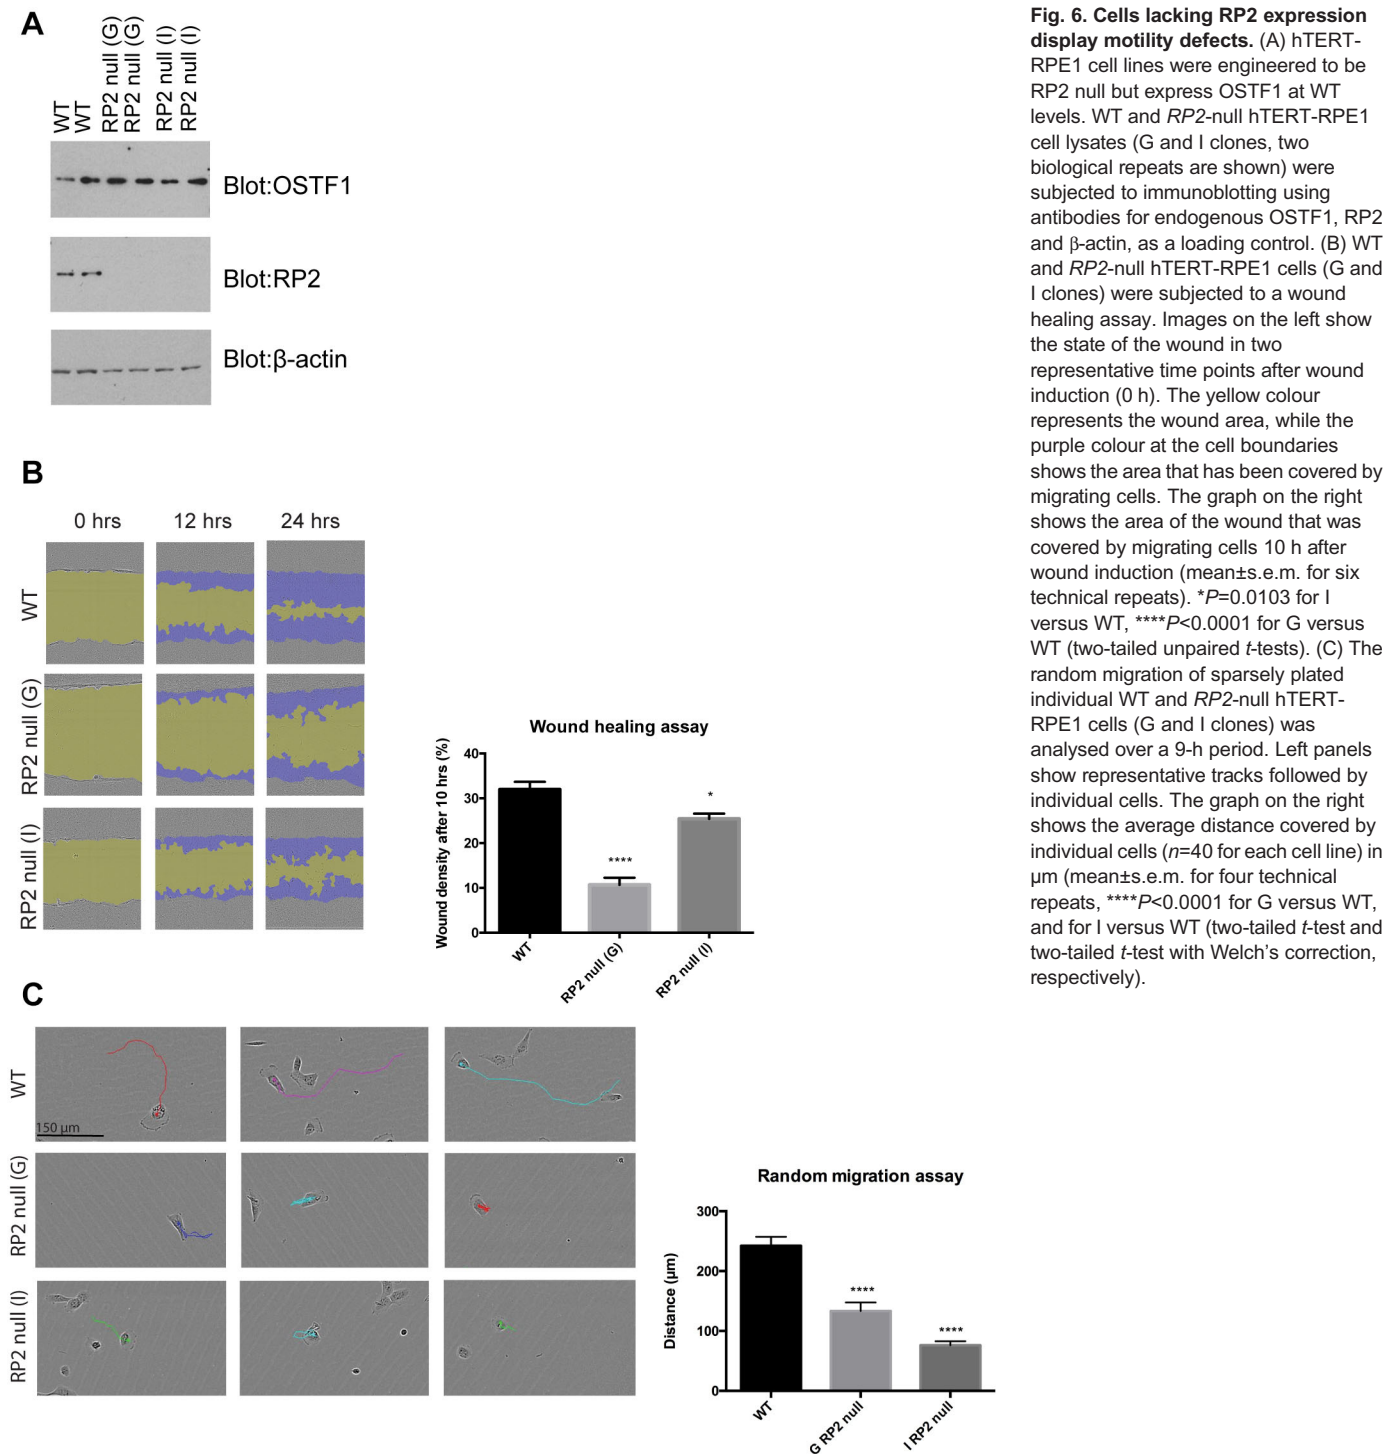 A
WT
WT
RP2 null (G)
RP2 null (G)
RP2 null (I)
RP2 null (I)
Blot:OSTF1
Blot:RP2
Blot:β-actin
B
0 hrs
12 hrs
24 hrs
WT
RP2 null (G)
RP2 null (I)
Wound healing assay
Wound density after 10 hrs (%)
40
30
20
10
0
****
*
WT
RP2 null (G)
RP2 null (I)
C
WT
150 µm
RP2 null (G)
RP2 null (I)
Random migration assay
Distance (µm)
300
200
100
0
****
****
WT
G RP2 null
I RP2 null
Fig. 6. Cells lacking RP2 expression
display motility defects. (A) hTERT-
RPE1 cell lines were engineered to be
RP2 null but express OSTF1 at WT
levels. WT and RP2-null hTERT-RPE1
cell lysates (G and I clones, two
biological repeats are shown) were
subjected to immunoblotting using
antibodies for endogenous OSTF1, RP2
and β-actin, as a loading control. (B) WT
and RP2-null hTERT-RPE1 cells (G and
I clones) were subjected to a wound
healing assay. Images on the left show
the state of the wound in two
representative time points after wound
induction (0 h). The yellow colour
represents the wound area, while the
purple colour at the cell boundaries
shows the area that has been covered by
migrating cells. The graph on the right
shows the area of the wound that was
covered by migrating cells 10 h after
wound induction (mean±s.e.m. for six
technical repeats). *P=0.0103 for I
versus WT, ****P<0.0001 for G versus
WT (two-tailed unpaired t-tests). (C) The
random migration of sparsely plated
individual WT and RP2-null hTERT-
RPE1 cells (G and I clones) was
analysed over a 9-h period. Left panels
show representative tracks followed by
individual cells. The graph on the right
shows the average distance covered by
individual cells (n=40 for each cell line) in
µm (mean±s.e.m. for four technical
repeats, ****P<0.0001 for G versus WT,
and for I versus WT (two-tailed t-test and
two-tailed t-test with Welch's correction,
respectively).